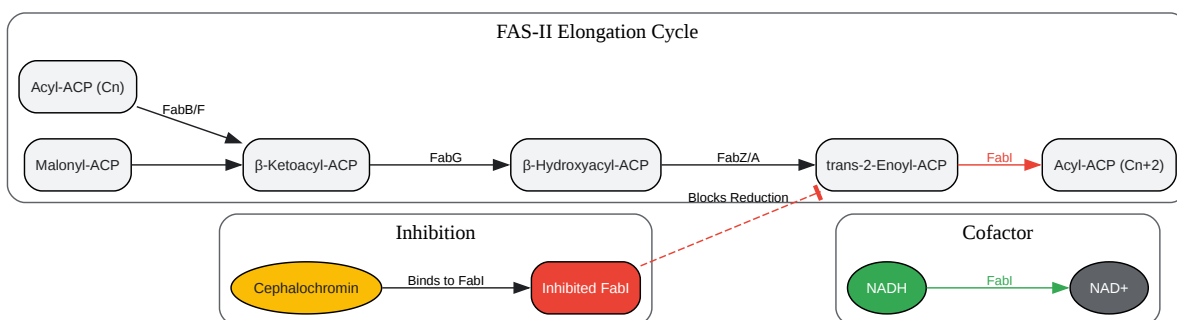 FAS-II Elongation Cycle
Acyl-ACP (Cn)
FabB/F
Malonyl-ACP
β-Ketoacyl-ACP
FabG
β-Hydroxyacyl-ACP
FabZ/A
trans-2-Enoyl-ACP
FabI
Acyl-ACP (Cn+2)
Blocks Reduction
Inhibition
Cephalochromin
Binds to FabI
Inhibited FabI
Cofactor
NADH
FabI
NAD+